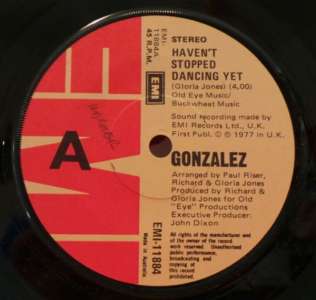 EMI-
11884A
45 R.P.M.
STEREO
HAVEN'T
STOPPED
DANCING YET
(Gloria Jones) (4,00)
Old Eye Music/
Buckwheat Music
EMI
Sound recording made by
EMI Records Ltd., U.K.
First Publ. © ℗ 1977 in U.K.
A
GONZALEZ
Arranged by Paul Riser,
Richard & Gloria Jones
Produced by Richard &
Gloria Jones for Old
"Eye" Productions
Executive Producer:
John Dixon
EMI-11884
Made in Australia
All rights of the manufacturer and
of the owner of the record
work reserved. Unauthorised
public performance,
broadcasting and
copying of
this record
prohibited.